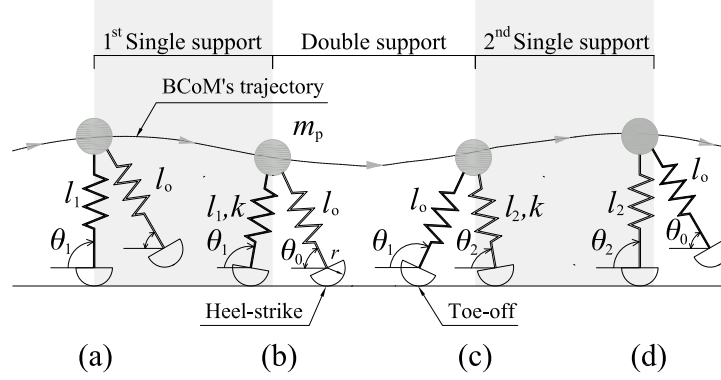 1st Single support Double support 2nd Single support
BCoM's trajectory
mp
l1 lo l1,k lo lo l2,k l2 lo
θ1 θ1 θ0 r θ1 θ2 θ2 θ0
Heel-strike Toe-off
(a) (b) (c) (d)